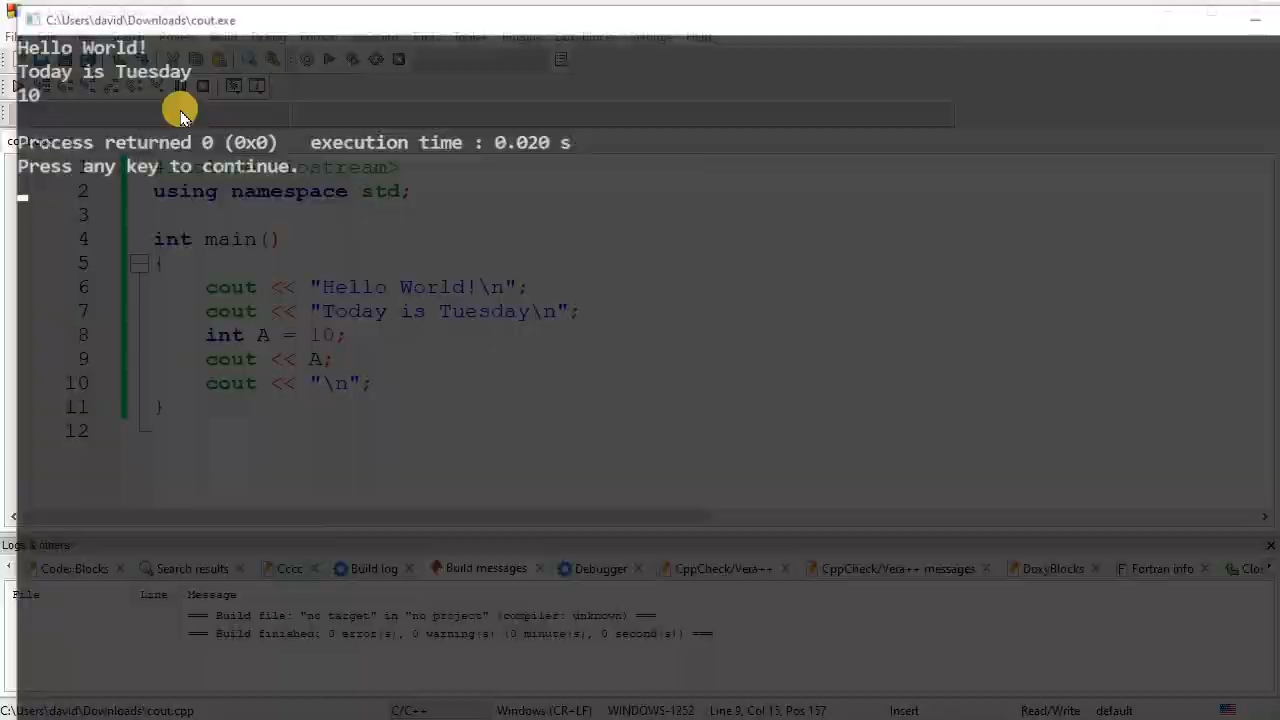 C:\Users\david\Downloads\cout.exe
Hello World!
Today is Tuesday
10
Process returned 0 (0x0)   execution time : 0.020 s
Press any key to continue.
1 iostream>
2 using namespace std;
3
4 int main()
5 {
6 cout << "Hello World!\n";
7 cout << "Today is Tuesday\n";
8 int A = 10;
9 cout << A;
10 cout << "\n";
11 }
12
Logs & others
Code::Blocks × Search results × Cccc × Build log × Build messages × Debugger × CppCheck/Vera++ × CppCheck/Vera++ messages × DoxyBlocks × Fortran info ×
File Line Message
=== Build file: "no target" in "no project" (compiler: unknown) ===
=== Build finished: 0 error(s), 0 warning(s) (0 minute(s), 0 second(s)) ===
C:\Users\david\Downloads\cout.cpp C/C++ Windows (CR+LF) WINDOWS-1252 Line 9, Col 15, Pos 157 Insert Read/Write default